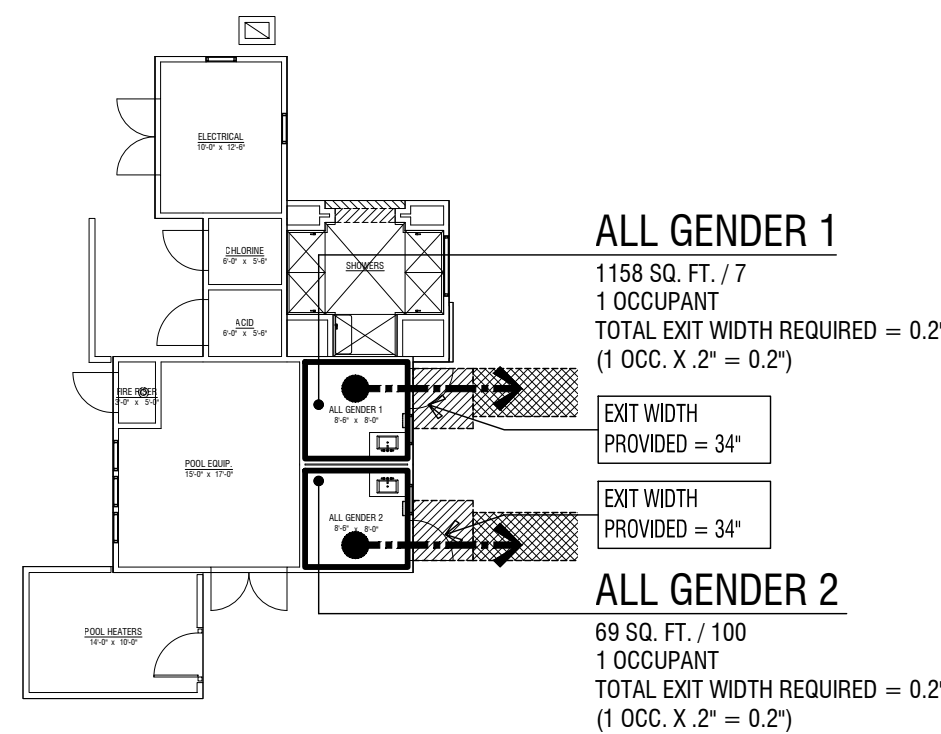 ELECTRICAL
10'-0" x 12'-6"
CHLORINE
6'-0" x 5'-6"
SHOWERS
ACID
6'-0" x 5'-6"
FIRE RISER
3'-0" x 5'-0"
ALL GENDER 1
8'-6" x 8'-0"
POOL EQUIP.
15'-0" x 17'-0"
ALL GENDER 2
8'-6" x 8'-0"
POOL HEATERS
14'-0" x 10'-0"
ALL GENDER 1
1158 SQ. FT. / 7
1 OCCUPANT
TOTAL EXIT WIDTH REQUIRED = 0.2"
(1 OCC. X .2" = 0.2")
EXIT WIDTH
PROVIDED = 34"
EXIT WIDTH
PROVIDED = 34"
ALL GENDER 2
69 SQ. FT. / 100
1 OCCUPANT
TOTAL EXIT WIDTH REQUIRED = 0.2"
(1 OCC. X .2" = 0.2")